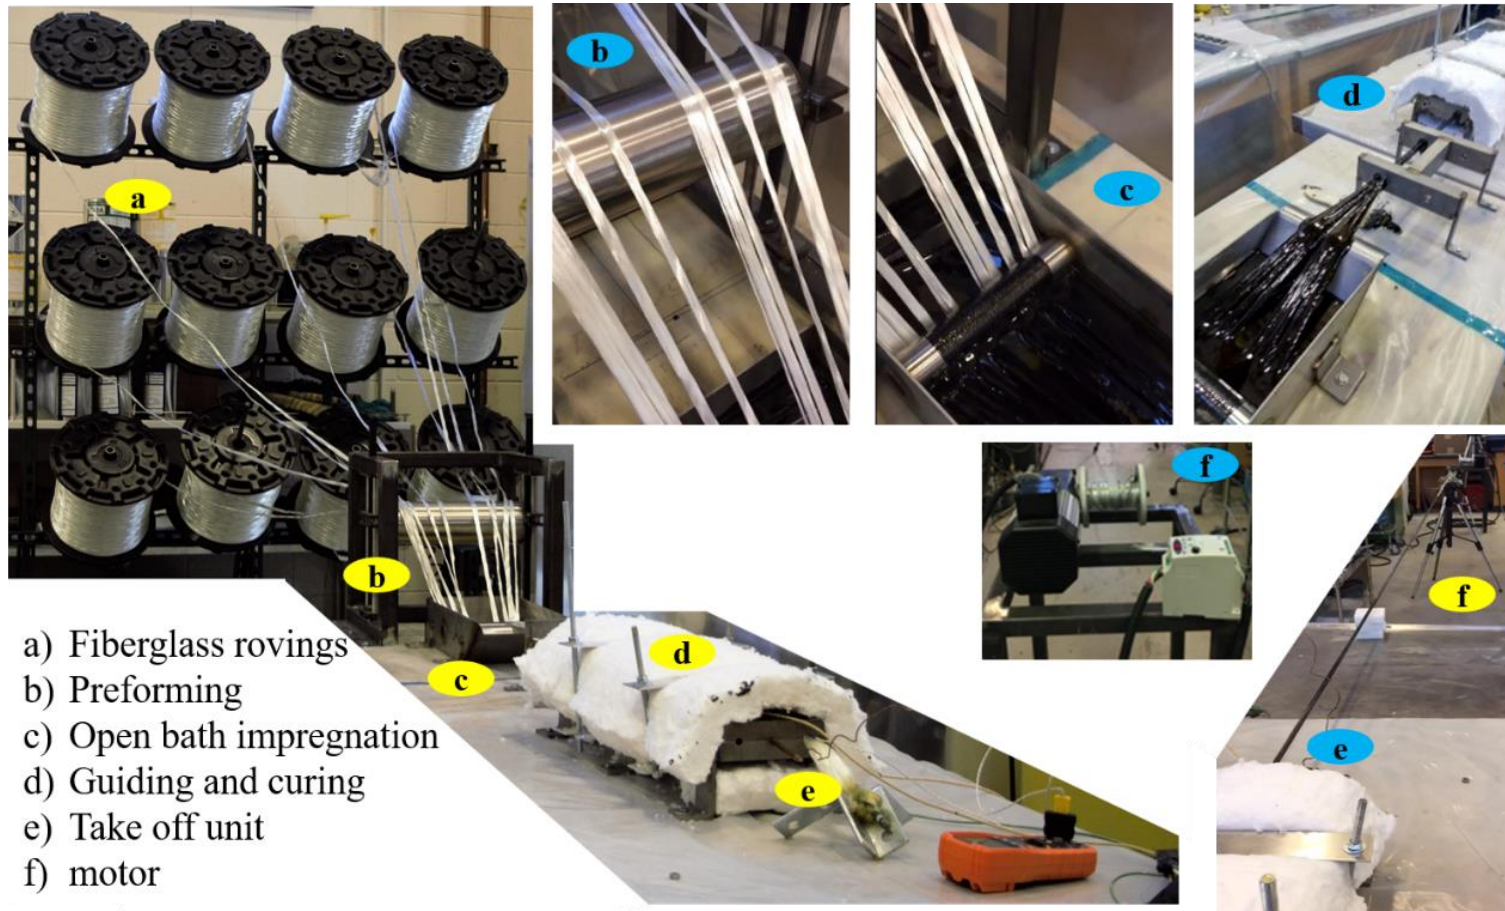 a
b
c
d
b
c
d
e
f
f
e
a) Fiberglass rovings
b) Preforming
c) Open bath impregnation
d) Guiding and curing
e) Take off unit
f) motor